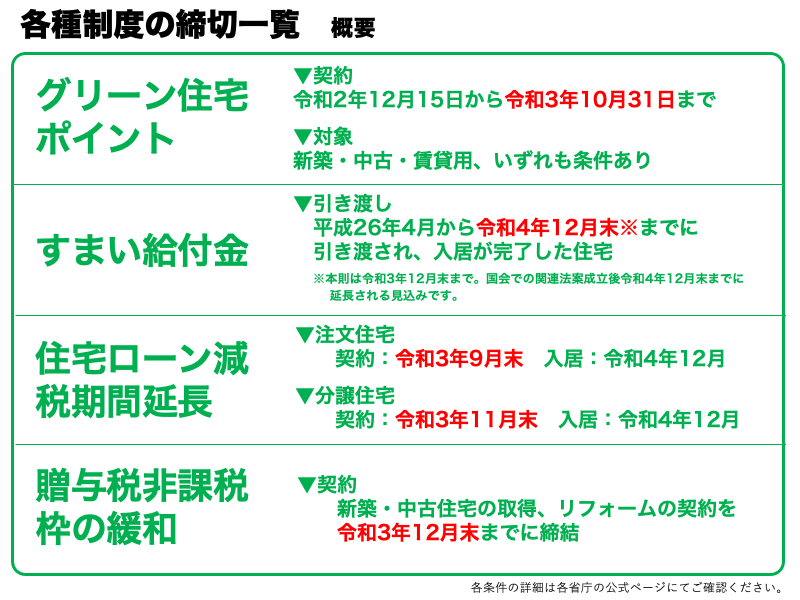 各種制度の締切一覧　概要
グリーン住宅
ポイント
▼契約
令和2年12月15日から令和3年10月31日まで
▼対象
新築・中古・賃貸用、いずれも条件あり
すまい給付金
▼引き渡し
平成26年4月から令和4年12月末※までに
引き渡され、入居が完了した住宅
※本則は令和3年12月末まで。国会での関連法案成立後令和4年12月末までに
延長される見込みです。
住宅ローン減
税期間延長
▼注文住宅
契約：令和3年9月末　入居：令和4年12月
▼分譲住宅
契約：令和3年11月末　入居：令和4年12月
贈与税非課税
枠の緩和
▼契約
新築・中古住宅の取得、リフォームの契約を
令和3年12月末までに締結
各条件の詳細は各省庁の公式ページにてご確認ください。